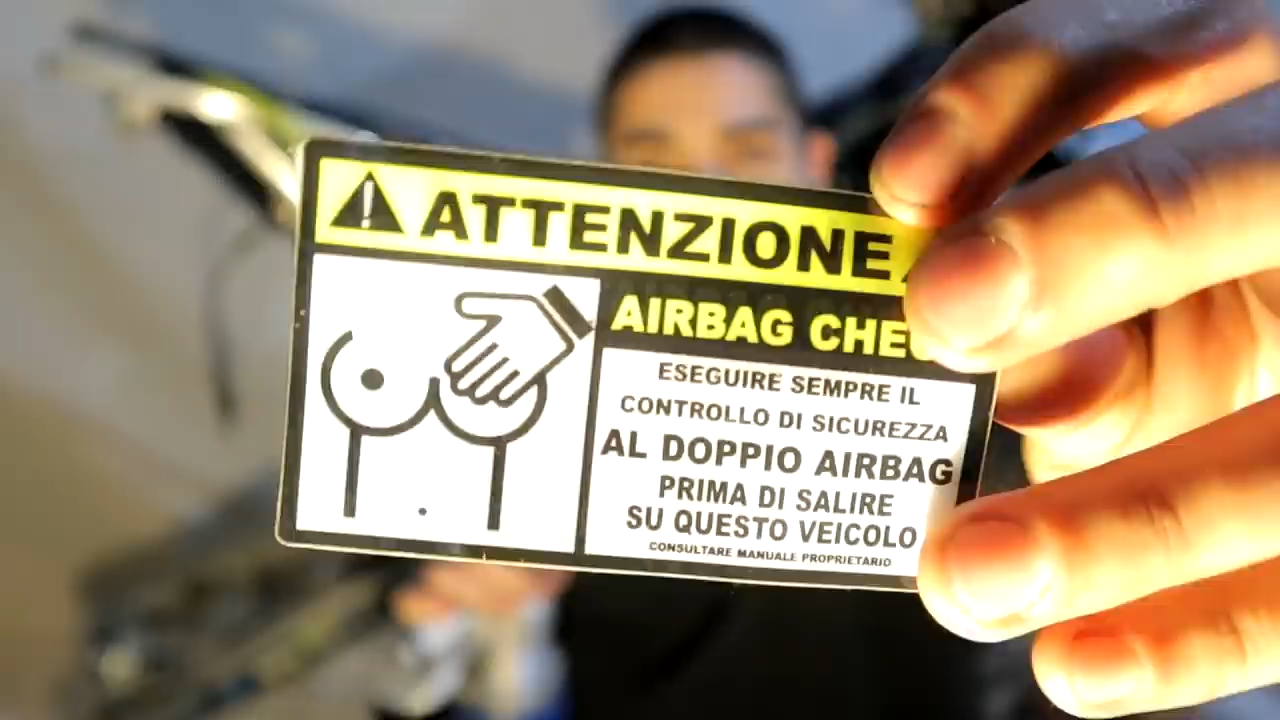 ATTENZIONE
AIRBAG
ESEGUIRE SEMPRE IL
CONTROLLO DI SICUREZZA
AL DOPPIO AIRBAG
PRIMA DI SALIRE
SU QUESTO VEICOLO
CONSULTARE MANUALE PROPRIETARIO